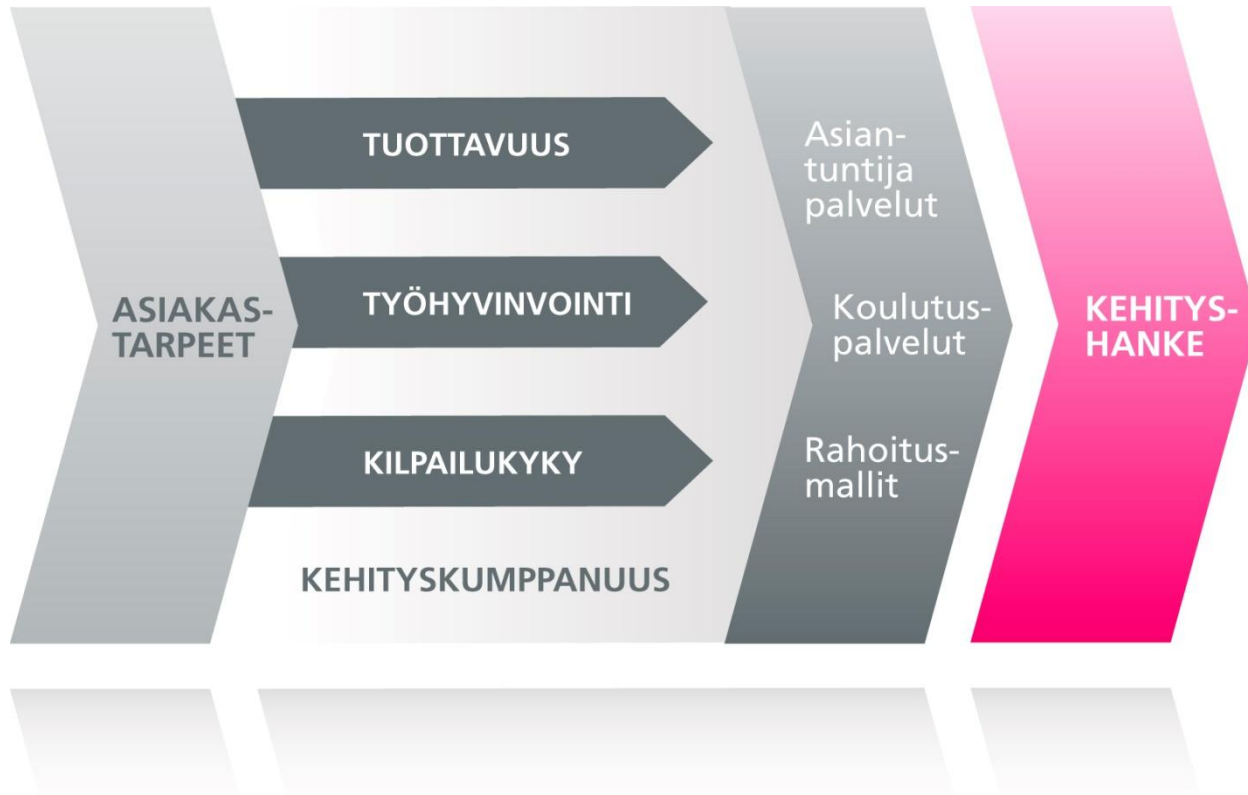 ASIAKAS-
TARPEET
TUOTTAVUUS
TYÖHYVINVOINTI
KILPAILUKYKY
KEHITYSKUMPPANUUS
Asian-
tuntija
palvelut
Koulutus-
palvelut
Rahoitus-
mallit
KEHITYS-
HANKE